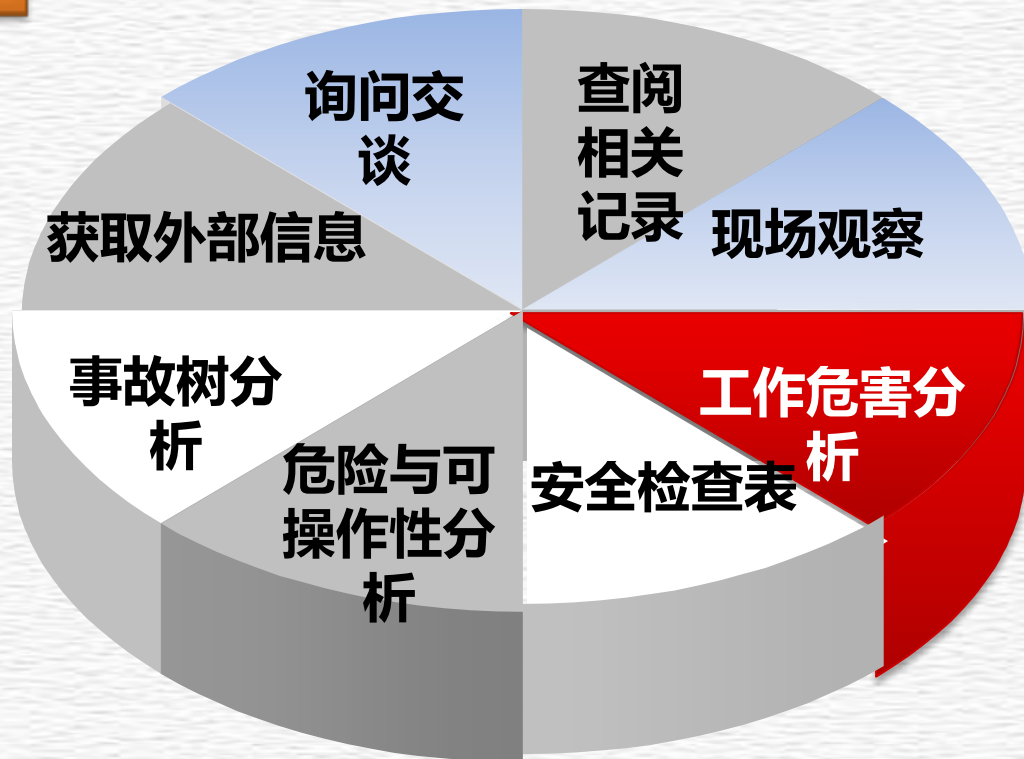 询问交
谈
查阅
相关
记录
获取外部信息
现场观察
事故树分
析
危险与可
操作性分
析
安全检查表
工作危害分
析